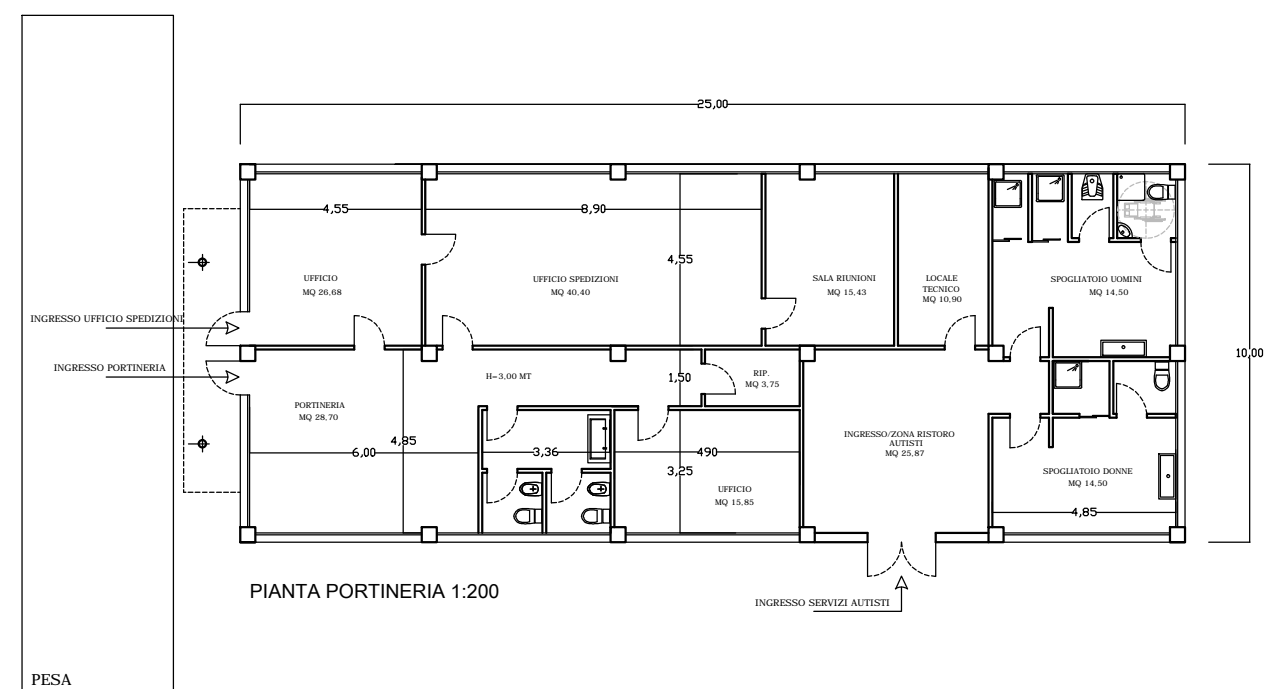 25,00
10,00
4,55
8,90
4,55
UFFICIO
MQ 26,68
UFFICIO SPEDIZIONI
MQ 40,40
SALA RIUNIONI
MQ 15,43
LOCALE
TECNICO
MQ 10,90
SPOGLIATOIO UOMINI
MQ 14,50
INGRESSO UFFICIO SPEDIZIONI
INGRESSO PORTINERIA
H=3,00 MT
1,50
RIP.
MQ 3,75
PORTINERIA
MQ 28,70
4,85
6,00
3,36
490
3,25
UFFICIO
MQ 15,85
INGRESSO/ZONA RISTORO
AUTISTI
MQ 25,87
SPOGLIATOIO DONNE
MQ 14,50
4,85
PIANTA PORTINERIA 1:200
INGRESSO SERVIZI AUTISTI
PESA